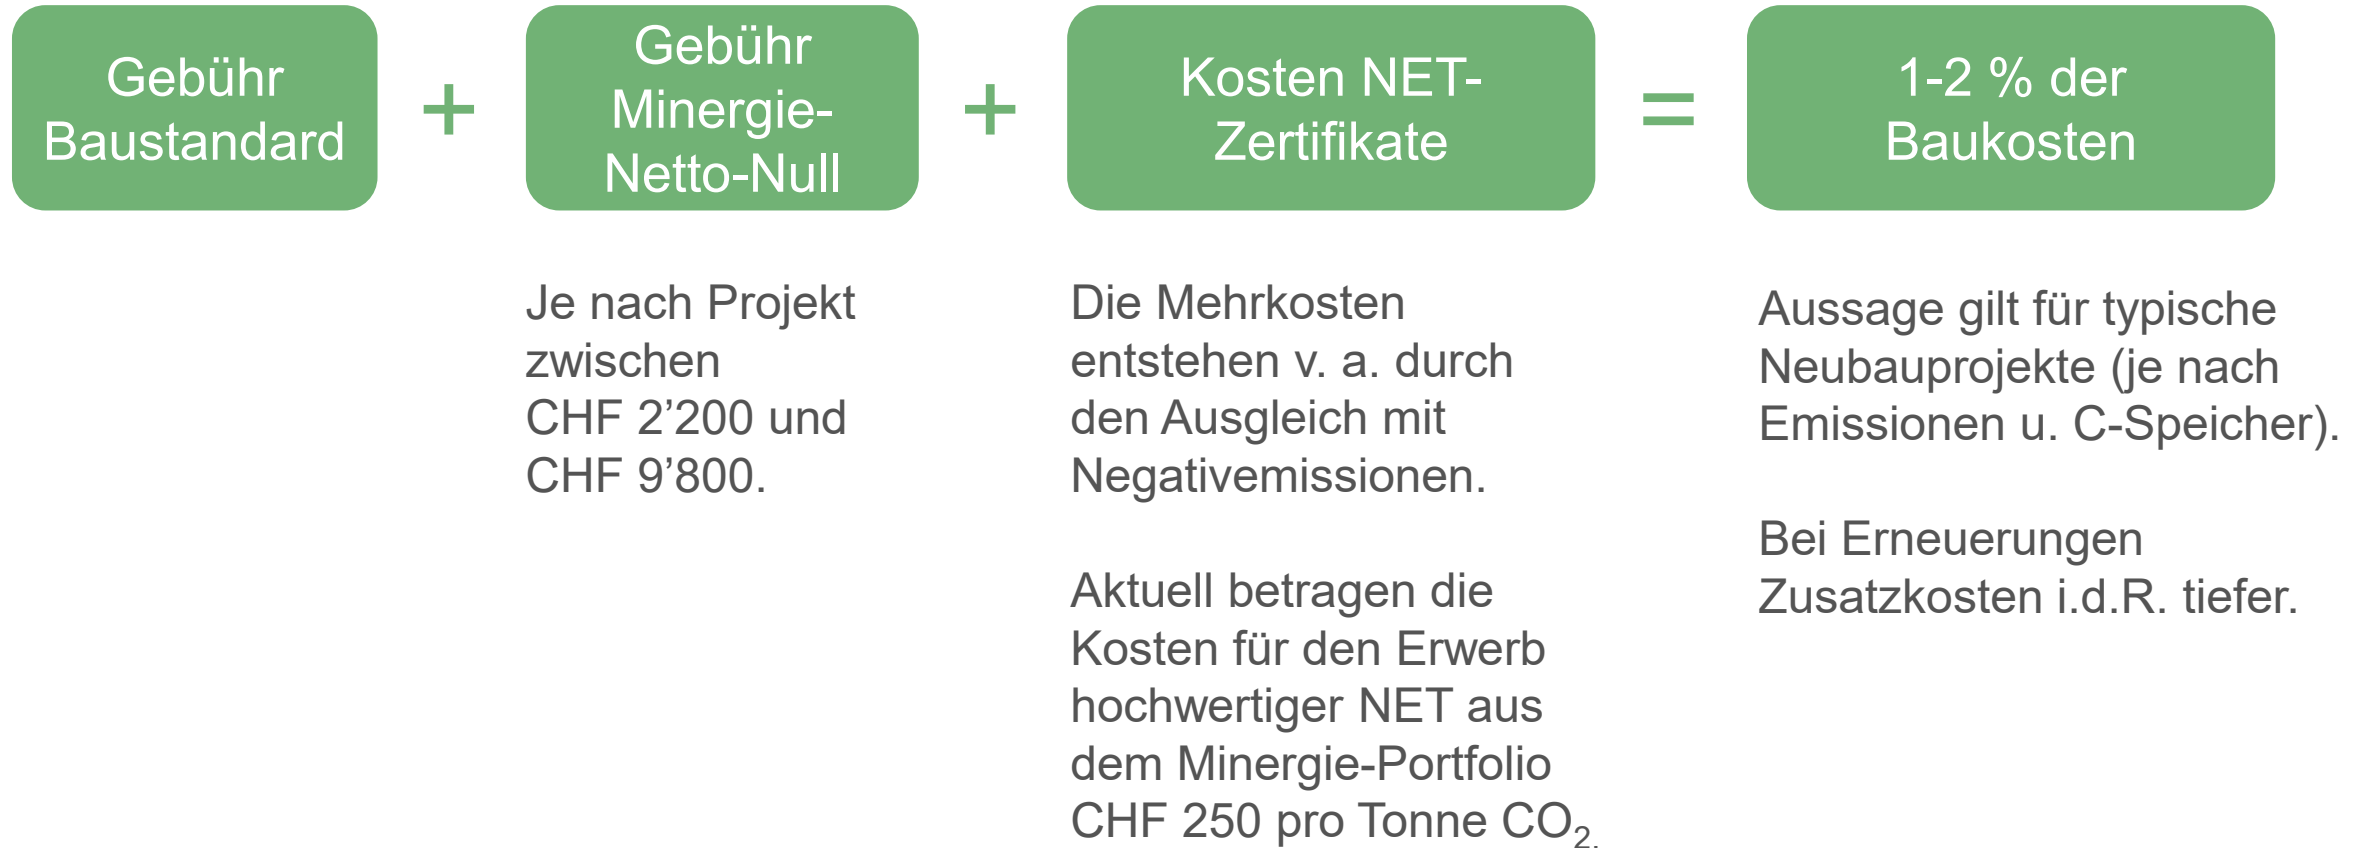 Gebühr
Baustandard
+
Gebühr
Minergie-
Netto-Null
+
Kosten NET-
Zertifikate
=
1-2 % der
Baukosten
Je nach Projekt
zwischen
CHF 2’200 und
CHF 9’800.
Die Mehrkosten
entstehen v. a. durch
den Ausgleich mit
Negativemissionen.
Aktuell betragen die
Kosten für den Erwerb
hochwertiger NET aus
dem Minergie-Portfolio
CHF 250 pro Tonne CO₂.
Aussage gilt für typische
Neubauprojekte (je nach
Emissionen u. C-Speicher).
Bei Erneuerungen
Zusatzkosten i.d.R. tiefer.